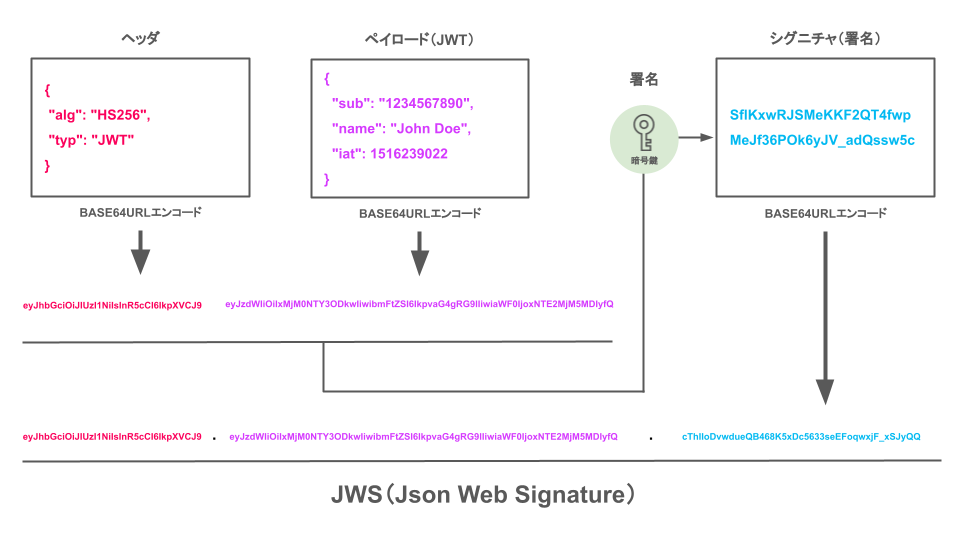 ヘッダ
ペイロード（JWT）
シグニチャ（署名）
{
"alg": "HS256",
"typ": "JWT"
}
{
"sub": "1234567890",
"name": "John Doe",
"iat": 1516239022
}
署名
暗号鍵
SflKxwRJSMeKKF2QT4fwp
MeJf36POk6yJV_adQssw5c
BASE64URLエンコード
BASE64URLエンコード
BASE64URLエンコード
eyJhbGciOiJIUzI1NiIsInR5cCI6IkpXVCJ9
eyJzdWIiOiIxMjM0NTY3ODkwIiwibmFtZSI6IkpvaG4gRG9lIiwiaWF0IjoxNTE2MjM5MDIyfQ
eyJhbGciOiJIUzI1NiIsInR5cCI6IkpXVCJ9 . eyJzdWIiOiIxMjM0NTY3ODkwIiwibmFtZSI6IkpvaG4gRG9lIiwiaWF0IjoxNTE2MjM5MDIyfQ . cThIIoDvwdueQB468K5xDc5633seEFoqwxjF_xSJyQQ
JWS（Json Web Signature）